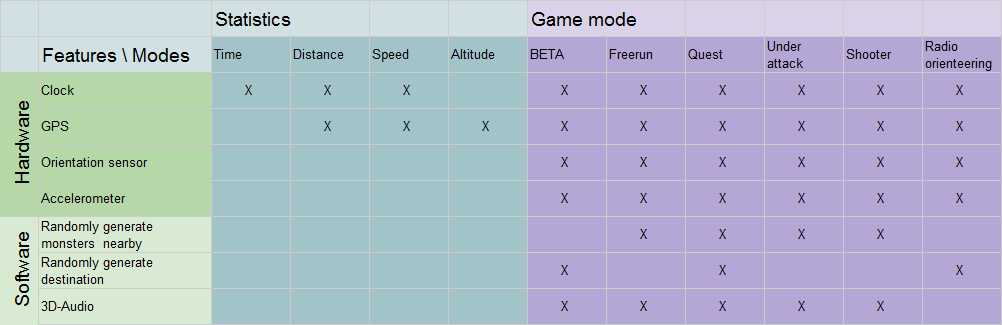 Statistics Game mode
Features \ Modes Time Distance Speed Altitude BETA Freerun Quest Under attack Shooter Radio orienteering
Hardware
Clock X X X X X X X X X
GPS X X X X X X X X X
Orientation sensor X X X X X X
Accelerometer X X X X X X
Software
Randomly generate
monsters nearby X X X X
Randomly generate
destination X X X
3D-Audio X X X X X